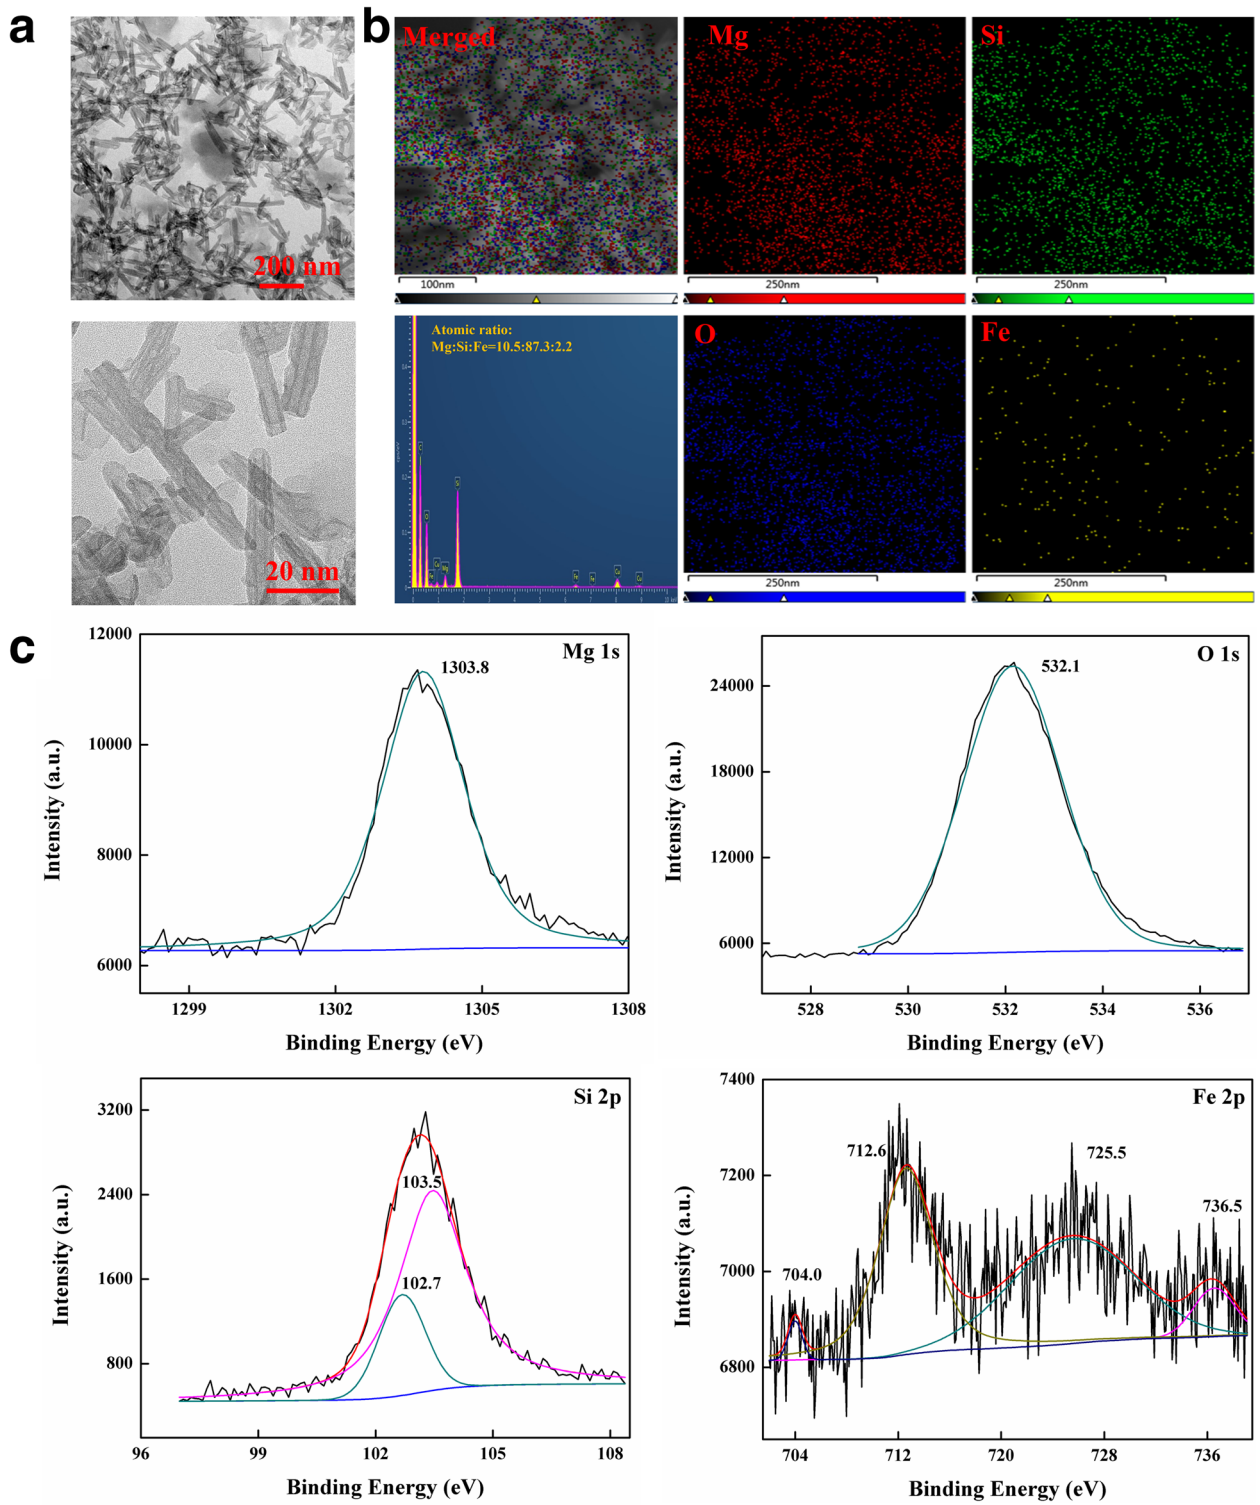 a
200 nm
20 nm
b
Merged
100nm
Mg
250nm
Si
250nm
Atomic ratio:
Mg:Si:Fe=10.5:87.3:2.2
O
250nm
Fe
250nm
c
Mg 1s
1303.8
12000
10000
8000
6000
Intensity (a.u.)
1299
1302
1305
1308
Binding Energy (eV)
O 1s
532.1
24000
18000
12000
6000
Intensity (a.u.)
528
530
532
534
536
Binding Energy (eV)
Si 2p
103.5
102.7
3200
2400
1600
800
Intensity (a.u.)
96
99
102
105
108
Binding Energy (eV)
Fe 2p
712.6
725.5
736.5
704.0
7400
7200
7000
6800
Intensity (a.u.)
704
712
720
728
736
Binding Energy (eV)